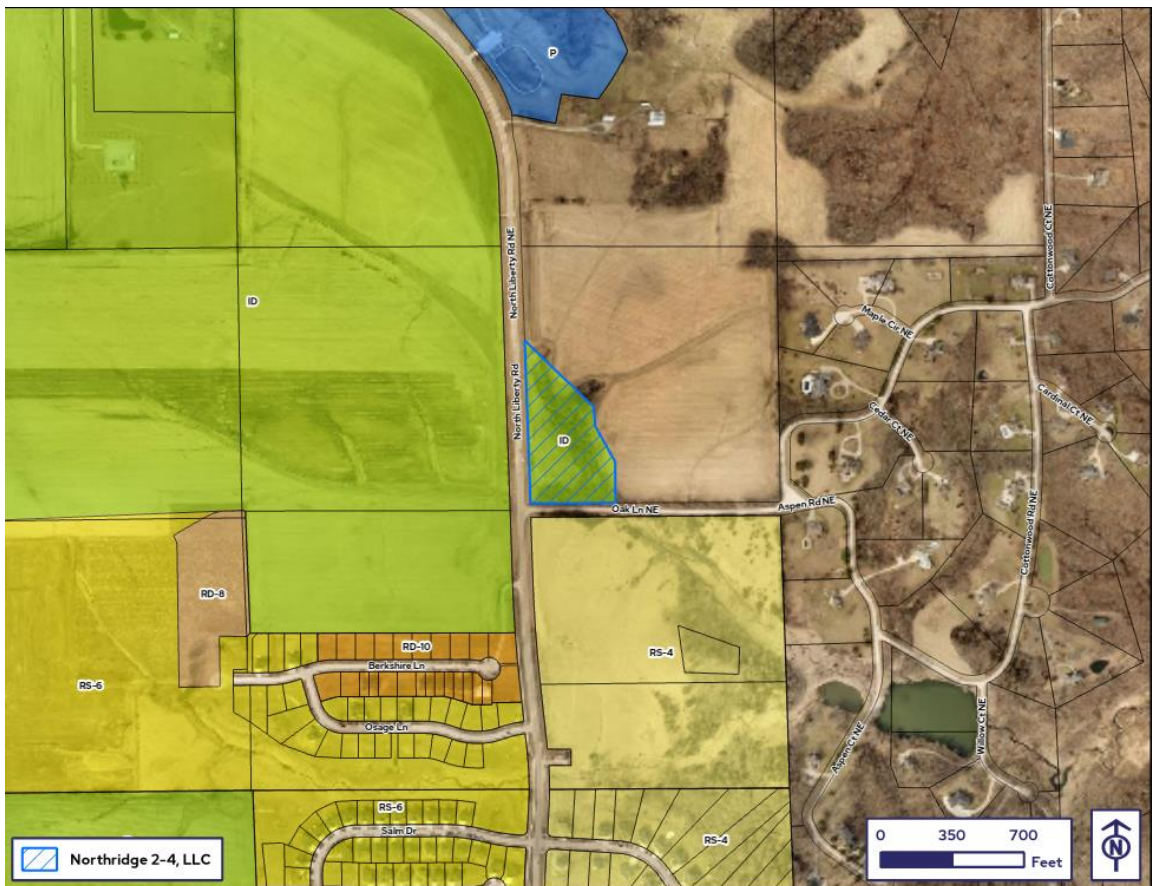 P
Cottonwood Ct NE
North Liberty Rd NE
ID
Maple Cir NE
North Liberty Rd
Cardinal Ct NE
Cedar Ct NE
ID
Oak Ln NE
Aspen Rd NE
Cottonwood Rd NE
RD-8
RD-10
RS-4
Berkshire Ln
RS-6
Osage Ln
Aspen Ct NE
Willow Ct NE
RS-6
Salm Dr
RS-4
0 350 700
Feet
N
Northridge 2-4, LLC